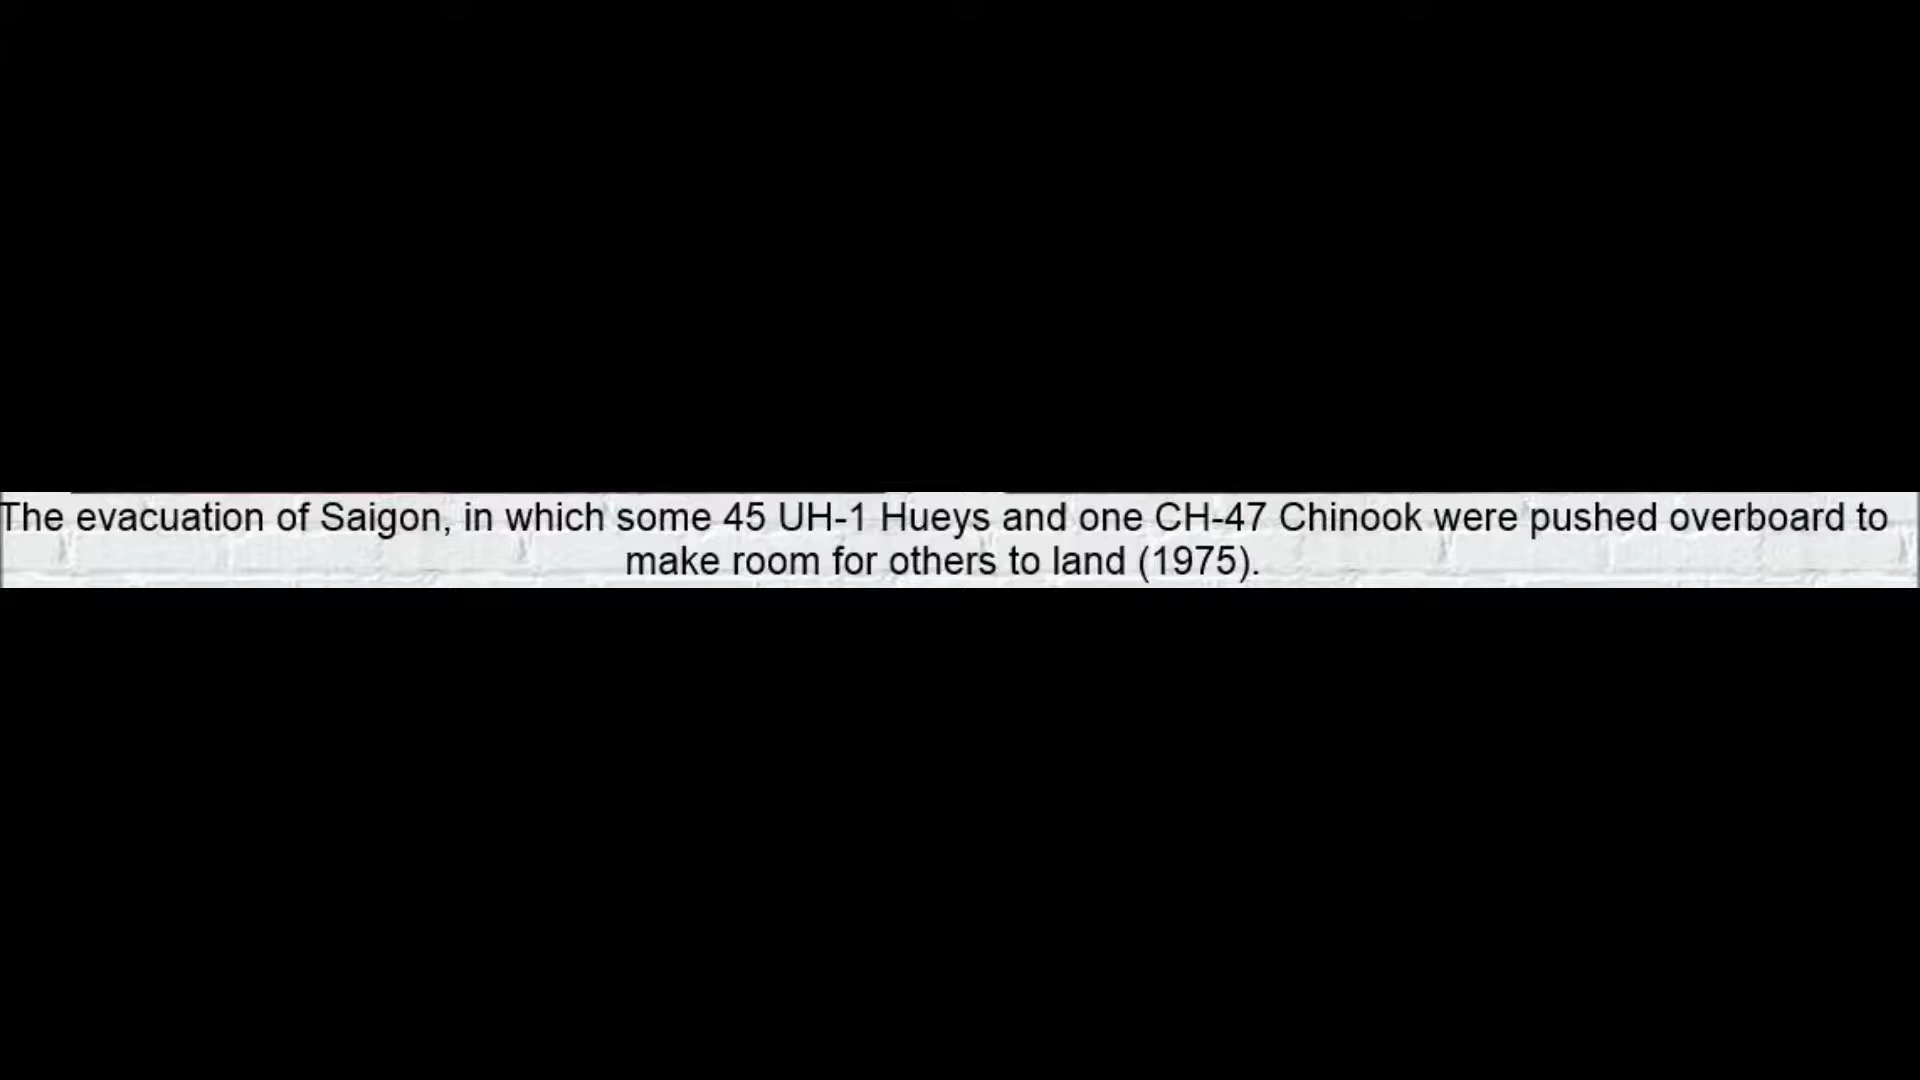 The evacuation of Saigon, in which some 45 UH-1 Hueys and one CH-47 Chinook were pushed overboard to
make room for others to land (1975).